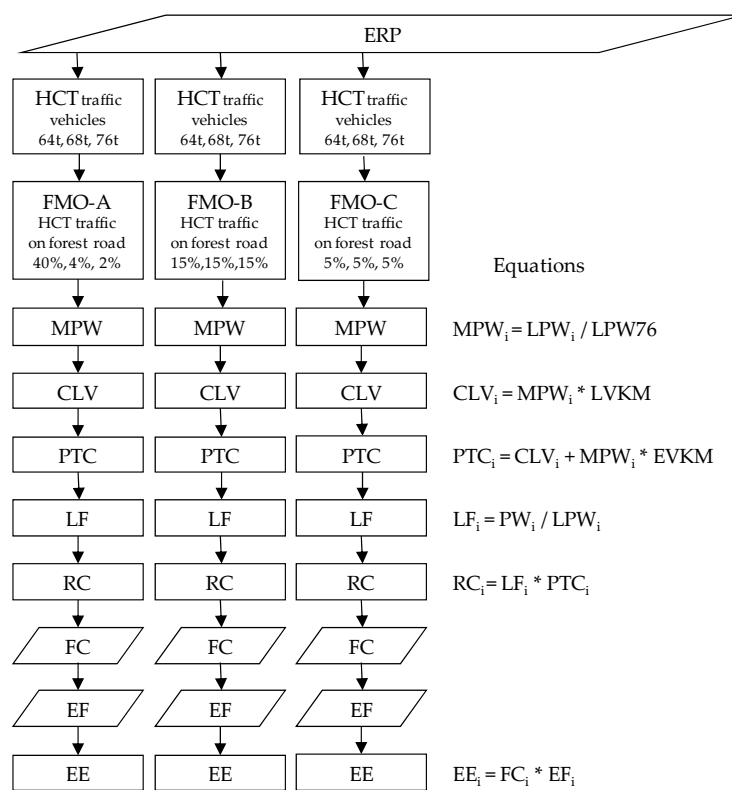 ERP
HCT traffic
vehicles
64t, 68t, 76t
HCT traffic
vehicles
64t, 68t, 76t
HCT traffic
vehicles
64t, 68t, 76t
FMO-A
HCT traffic
on forest road
40%, 4%, 2%
FMO-B
HCT traffic
on forest road
15%, 15%, 15%
FMO-C
HCT traffic
on forest road
5%, 5%, 5%
Equations
MPW MPW MPW MPWᵢ = LPWᵢ / LPW76
CLV CLV CLV CLVᵢ = MPWᵢ * LVKM
PTC PTC PTC PTCᵢ = CLVᵢ + MPWᵢ * EVKM
LF LF LF LFᵢ = PWᵢ / LPWᵢ
RC RC RC RCᵢ = LFᵢ * PTCᵢ
FC FC FC
EF EF EF
EE EE EE EEᵢ = FCᵢ * EFᵢ